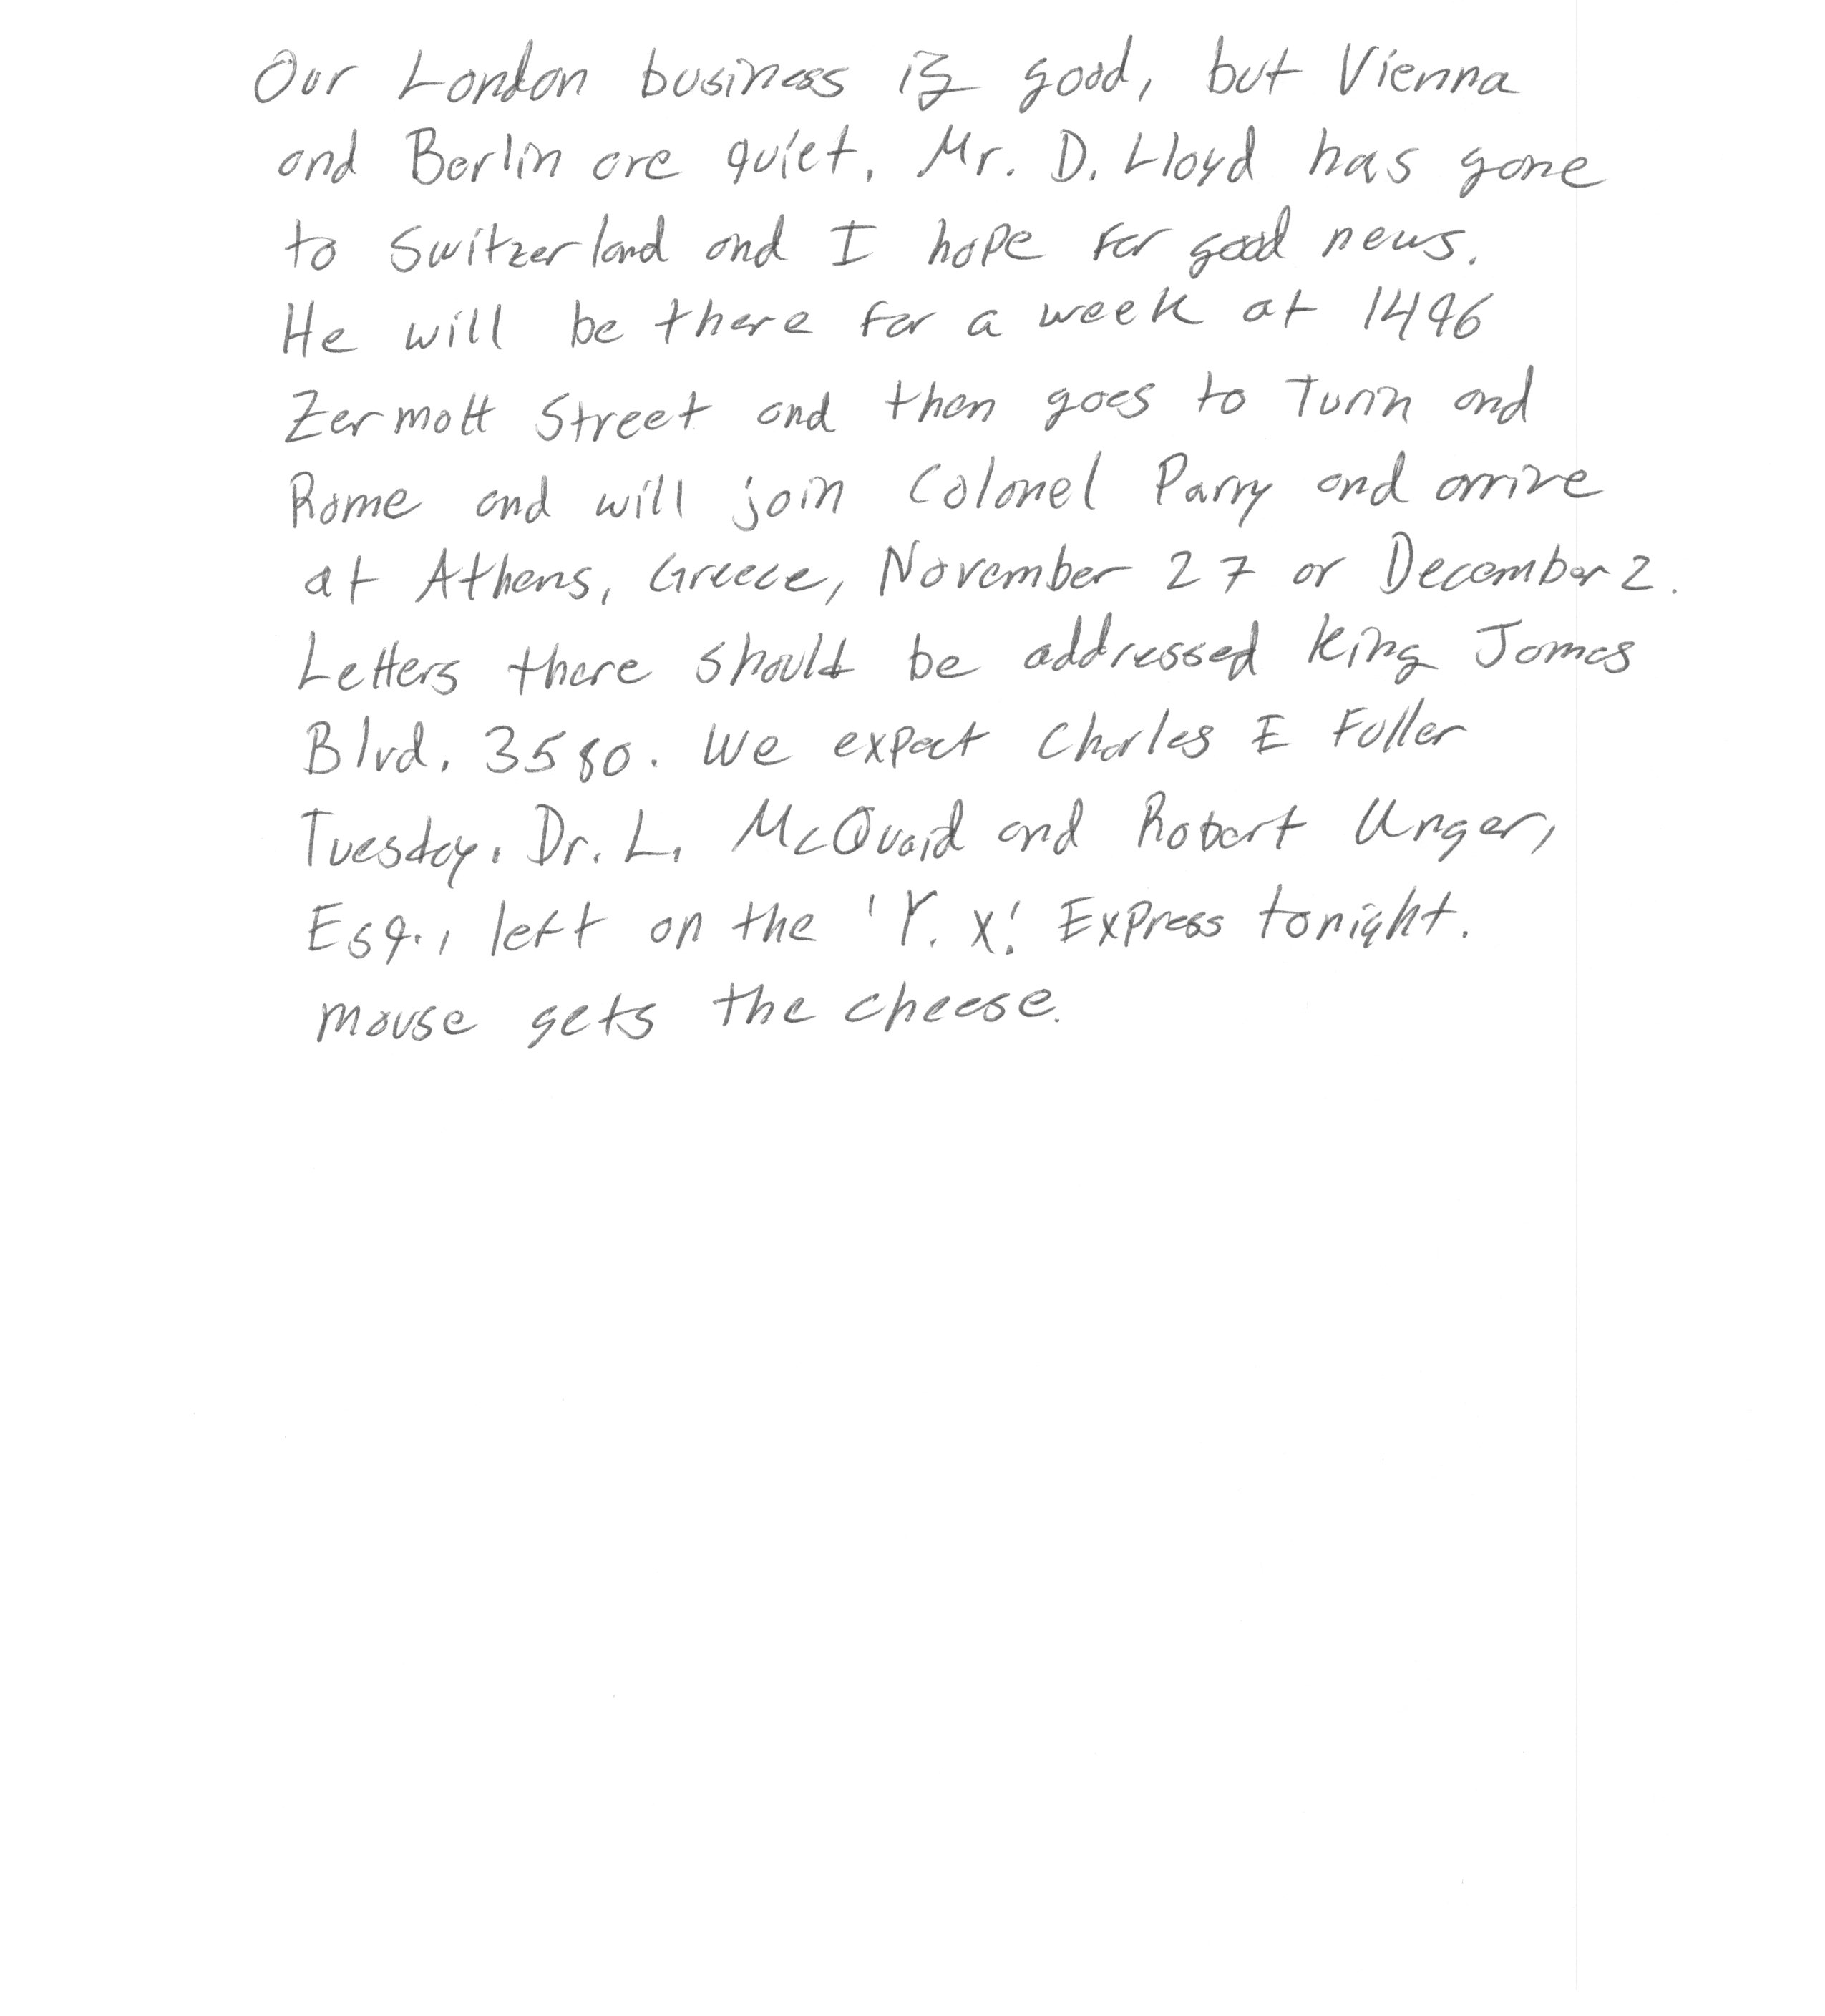 Our London business is good, but Vienna
and Berlin are quiet. Mr. D. Lloyd has gone
to Switzerland and I hope for good news.
He will be there for a week at 1496
Zermott Street and then goes to Turin and
Rome and will join Colonel Parry and arrive
at Athens, Greece, November 27 or December 2.
Letters there should be addressed King James
Blvd. 3580. We expect Charles E Fuller
Tuesday. Dr. L. McQuaid and Robert Unger,
Esq., left on the 'Y. X.' Express tonight.
mouse gets the cheese.